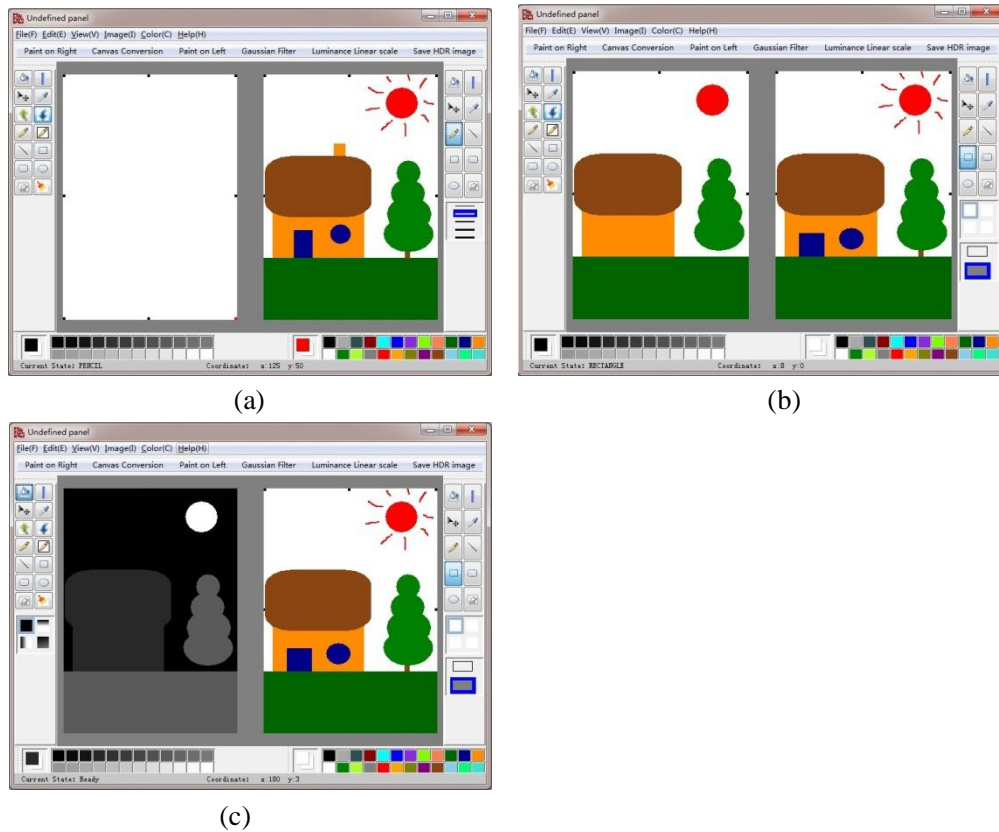 Undefined panel
File(F) Edit(E) View(V) Image(I) Color(C) Help(H)
Paint on Right Canvas Conversion Paint on Left Gaussian Filter Luminance Linear scale Save HDR image
Current State: PENCIL Coordinate: x:125 y:50
(a)
Undefined panel
File(F) Edit(E) View(V) Image(I) Color(C) Help(H)
Paint on Right Canvas Conversion Paint on Left Gaussian Filter Luminance Linear scale Save HDR image
Current State: RECTANGLE Coordinate: x:8 y:0
(b)
Undefined panel
File(F) Edit(E) View(V) Image(I) Color(C) Help(H)
Paint on Right Canvas Conversion Paint on Left Gaussian Filter Luminance Linear scale Save HDR image
Current State: Ready Coordinate: x:180 y:3
(c)